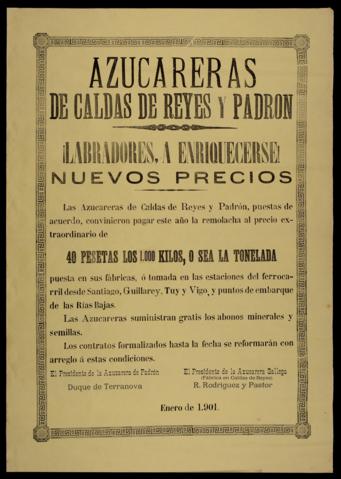 AZUCARERAS
DE CALDAS DE REYES Y PADRON
¡LABRADORES, A ENRIQUECERSE!
NUEVOS PRECIOS
Las Azucareras de Caldas de Reyes y Padrón, puestas de
acuerdo, convinieron pagar este año la remolacha al precio ex-
traordinario de
40 PESETAS LOS 1.000 KILOS, O SEA LA TONELADA
puesta en sus fábricas, ó tomada en las estaciones del ferroca-
rril desde Santiago, Guillarey, Tuy y Vigo, y puntos de embarque
de las Rías Bajas.
Las Azucareras suministran gratis los abonos minerales y
semillas.
Los contratos formalizados hasta la fecha se reformarán con
arreglo á estas condiciones.
El Presidente de la Azucarera de Padrón
Duque de Terranova
El Presidente de la Azucarera Gallega
(Fábrica en Caldas de Reyes)
R. Rodriguez y Pastor
Enero de 1.901.